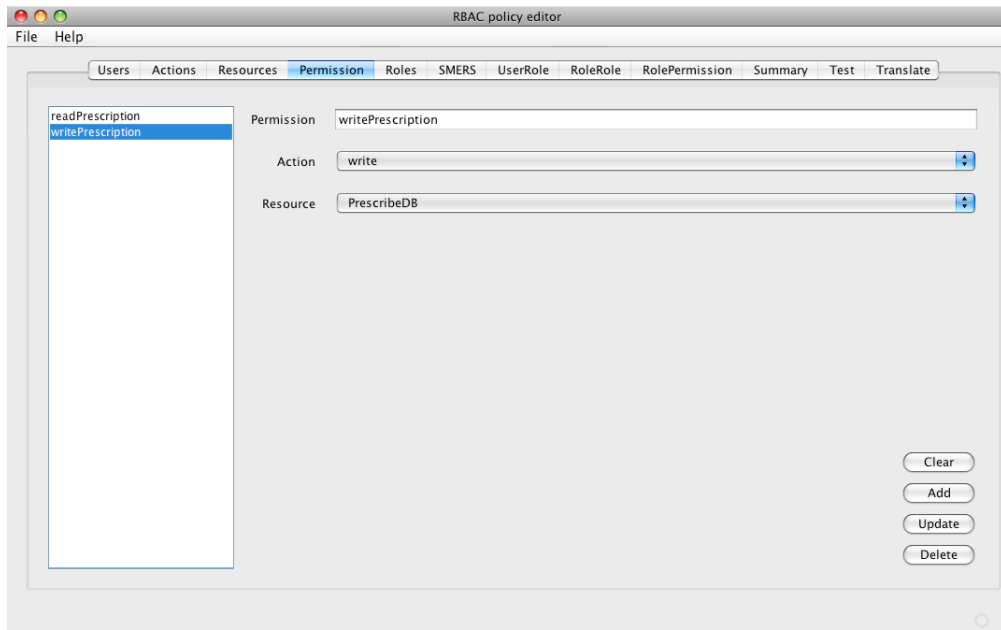 RBAC policy editor
File Help
Users Actions Resources Permission Roles SMERS UserRole RoleRole RolePermission Summary Test Translate
readPrescription
writePrescription
Permission writePrescription
Action write
Resource PrescribeDB
Clear
Add
Update
Delete